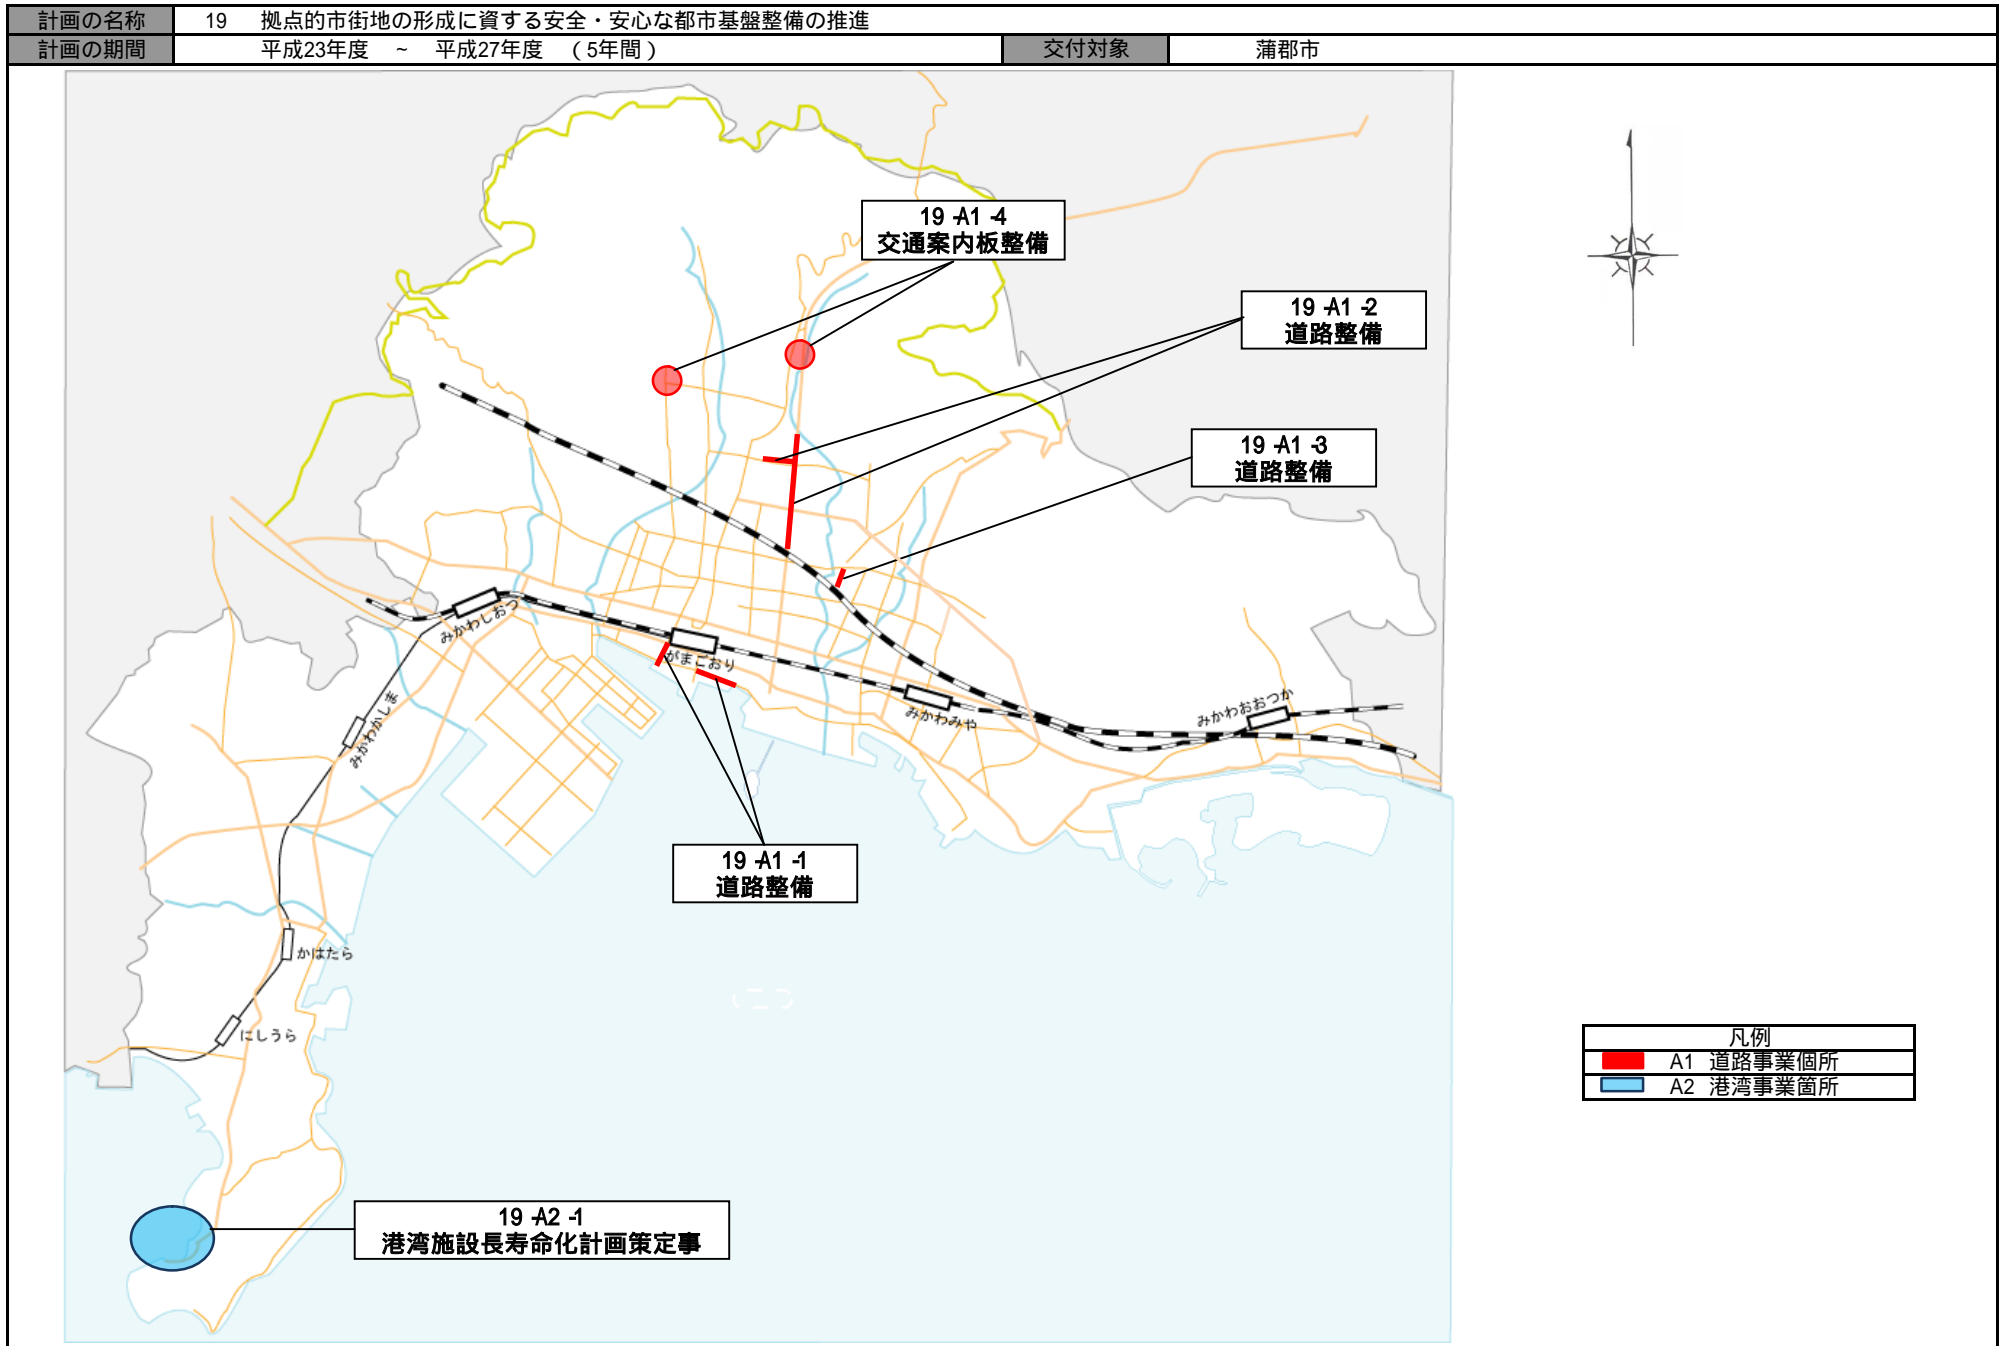 計画の名称 19 拠点的市街地の形成に資する安全・安心な都市基盤整備の推進
計画の期間 平成23年度 ~ 平成27年度 （5年間） 交付対象 蒲郡市
19-A1-4
交通案内板整備
19-A1-2
道路整備
19-A1-3
道路整備
みかわしおつ
がまごおり
みかわみや
みかわおおつか
みかわかしま
19-A1-1
道路整備
かはたら
にしうら
凡例
A1 道路事業個所
A2 港湾事業箇所
19-A2-1
港湾施設長寿命化計画策定事